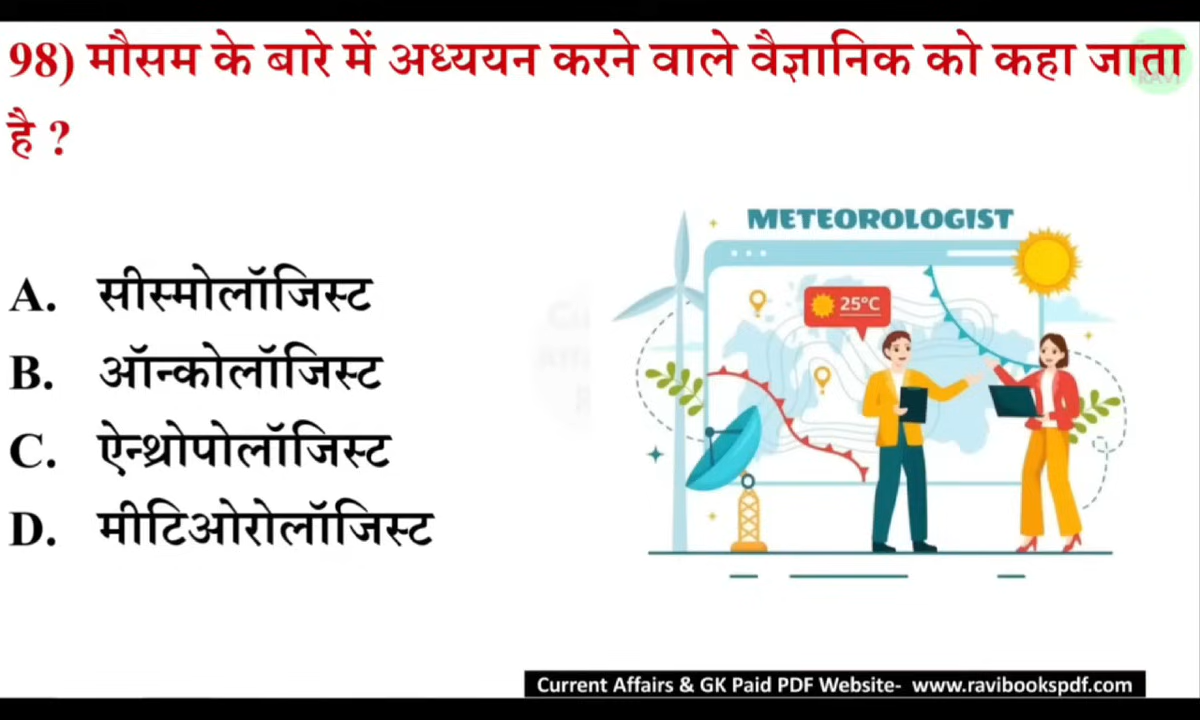 98) मौसम के बारे में अध्ययन करने वाले वैज्ञानिक को कहा जाता
है ?
RAVI
METEOROLOGIST
25°C
A. सीस्मोलॉजिस्ट
B. ऑन्कोलॉजिस्ट
C. ऐन्थ्रोपोलॉजिस्ट
D. मीटिओरोलॉजिस्ट
Current Affairs & GK Paid PDF Website- www.ravibookspdf.com